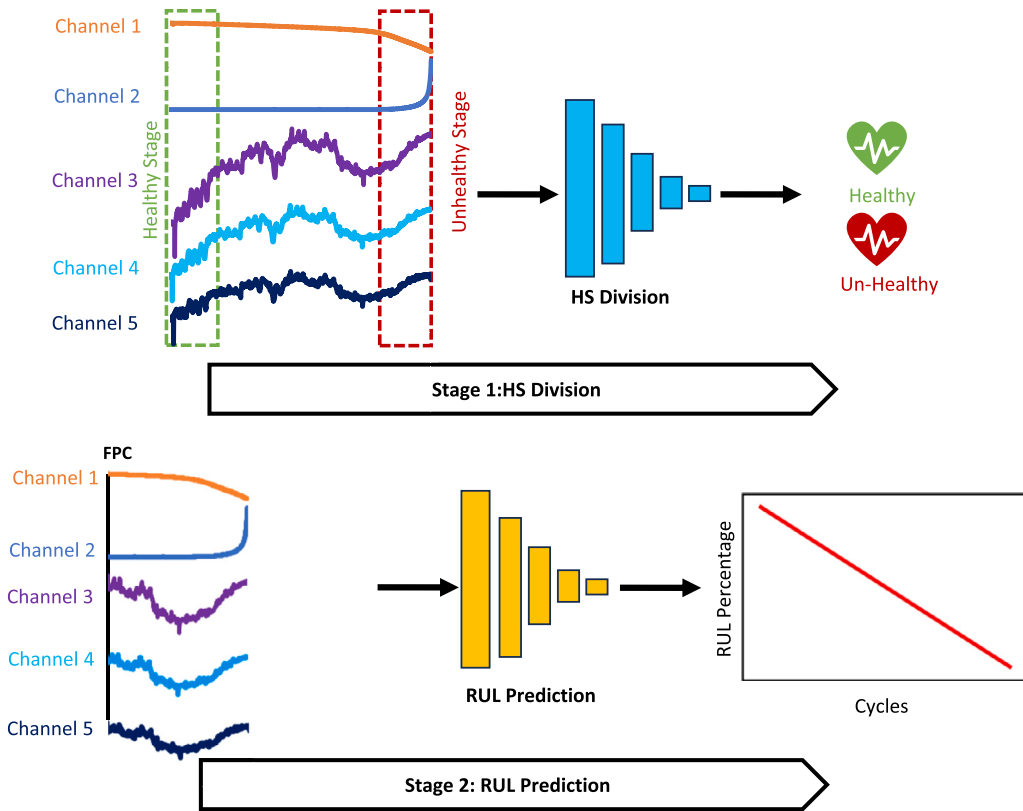 Channel 1
Channel 2
Channel 3
Channel 4
Channel 5
Healthy Stage
Unhealthy Stage
HS Division
Healthy
Un-Healthy
Stage 1:HS Division
FPC
Channel 1
Channel 2
Channel 3
Channel 4
Channel 5
RUL Prediction
RUL Percentage
Cycles
Stage 2: RUL Prediction